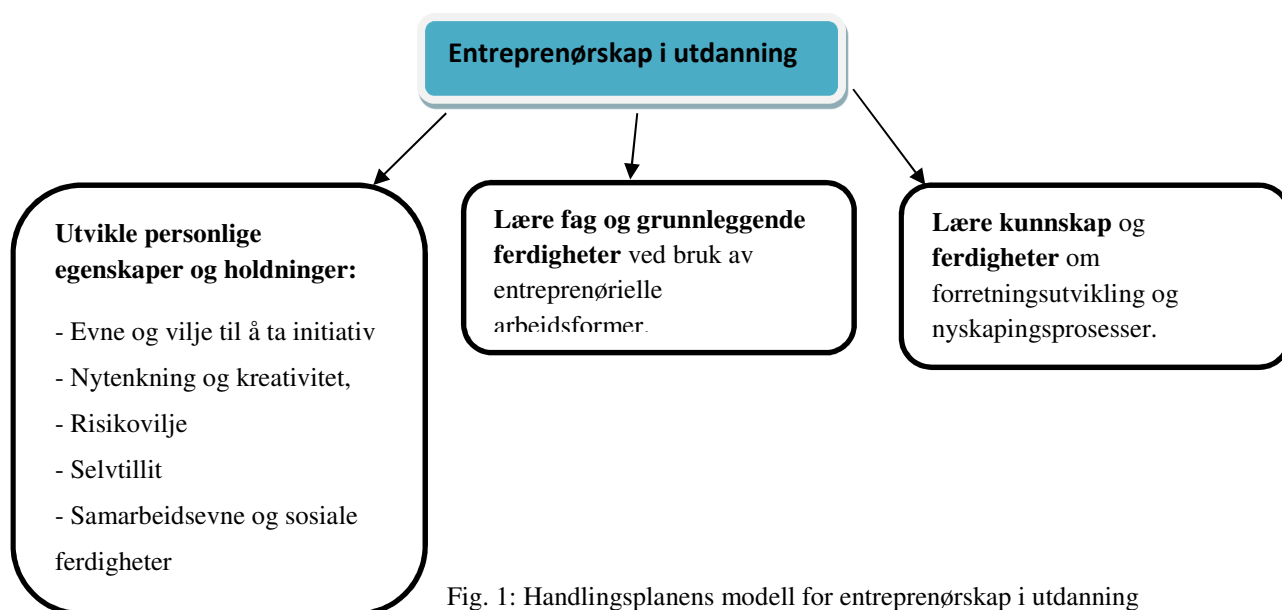 Entreprenørskap i utdanning
Utvikle personlige
egenskaper og holdninger:
- Evne og vilje til å ta initiativ
- Nytenkning og kreativitet,
- Risikovilje
- Selvtillit
- Samarbeidsevne og sosiale
ferdigheter
Lære fag og grunnleggende
ferdigheter ved bruk av
entreprenørielle
arbeidsformer.
Lære kunnskap og
ferdigheter om
forretningsutvikling og
nyskapingsprosesser.
Fig. 1: Handlingsplanens modell for entreprenørskap i utdanning